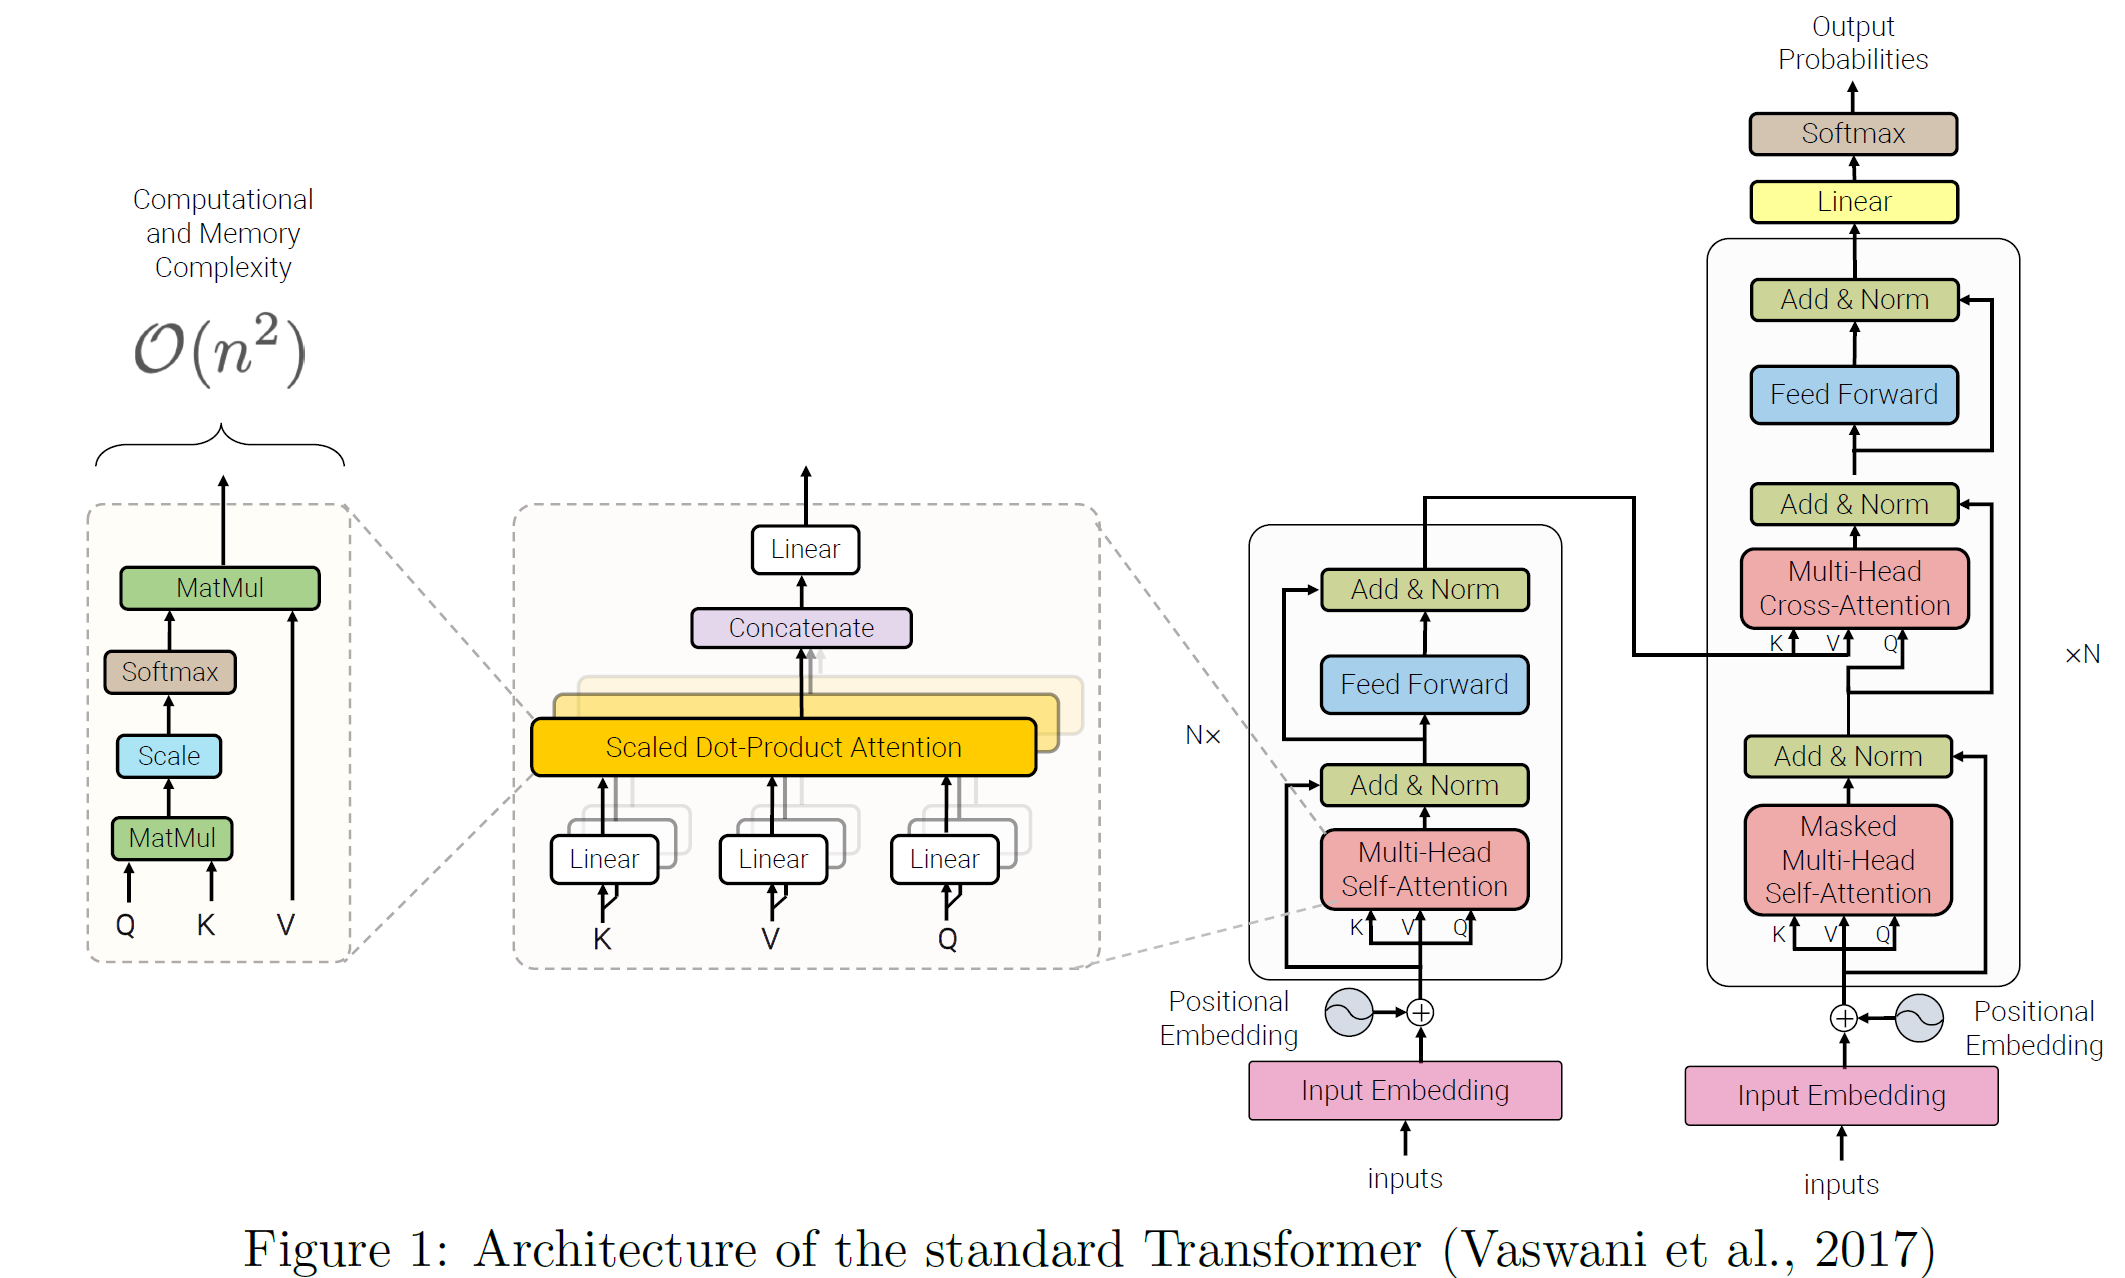 Computational
and Memory
Complexity
𝒪(n²)
MatMul
Softmax
Scale
MatMul
Q K V
Linear
Concatenate
Scaled Dot-Product Attention
Linear Linear Linear
K V Q
N×
Add & Norm
Feed Forward
Add & Norm
Multi-Head
Self-Attention
K V Q
Positional
Embedding
Input Embedding
inputs
Output
Probabilities
Softmax
Linear
Add & Norm
Feed Forward
Add & Norm
Multi-Head
Cross-Attention
K V Q
×N
Add & Norm
Masked
Multi-Head
Self-Attention
K V Q
Positional
Embedding
Input Embedding
inputs
Figure 1: Architecture of the standard Transformer (Vaswani et al., 2017)